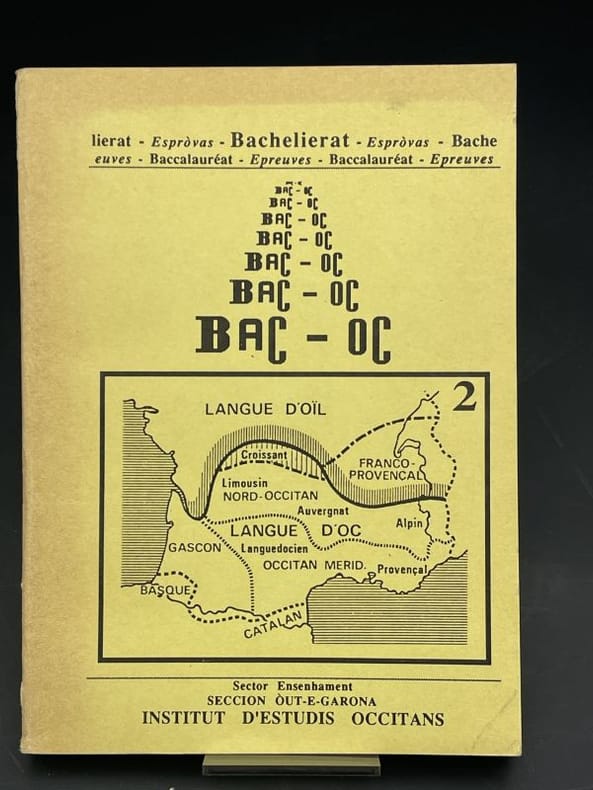 lierat - Espròvas - Bachelierat - Espròvas - Bache
euves - Baccalauréat - Epreuves - Baccalauréat - Epreuves
BAC - OC
BAC - OC
BAC - OC
BAC - OC
BAC - OC
BAC - OC
BAC - OC
2
LANGUE D'OÏL
Croissant
FRANCO-
PROVENÇAL
Limousin
NORD-OCCITAN
Auvergnat
LANGUE D'OC
Alpin
GASCON
Languedocien
OCCITAN MERID.
Provençal
BASQUE
CATALAN
Sector Ensenhament
SECCION ÒUT-E-GARONA
INSTITUT D'ESTUDIS OCCITANS